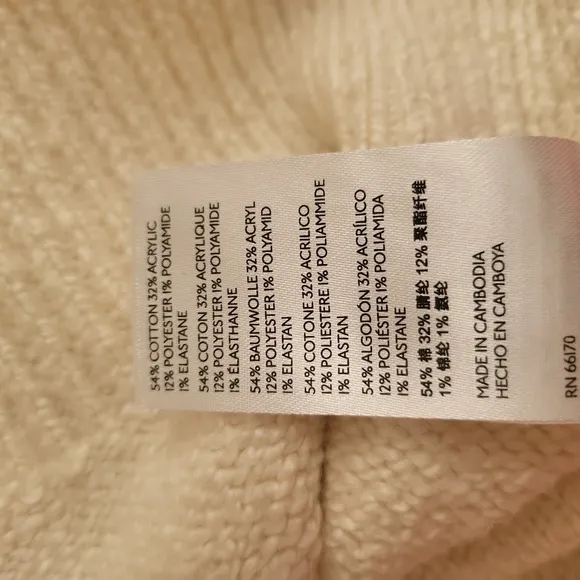 54% COTTON 32% ACRYLIC
12% POLYESTER 1% POLYAMIDE
1% ELASTANE
54% COTON 32% ACRYLIQUE
12% POLYESTER 1% POLYAMIDE
1% ÉLASTHANNE
54% BAUMWOLLE 32% ACRYL
12% POLYESTER 1% POLYAMID
1% ELASTAN
54% COTONE 32% ACRILICO
12% POLIESTERE 1% POLIAMMIDE
1% ELASTAN
54% ALGODÓN 32% ACRÍLICO
12% POLIÉSTER 1% POLIAMIDA
1% ELASTANE
54% 棉 32% 腈纶 12% 聚酯纤维
1% 锦纶 1% 氨纶
MADE IN CAMBODIA
HECHO EN CAMBOYA
RN 66170